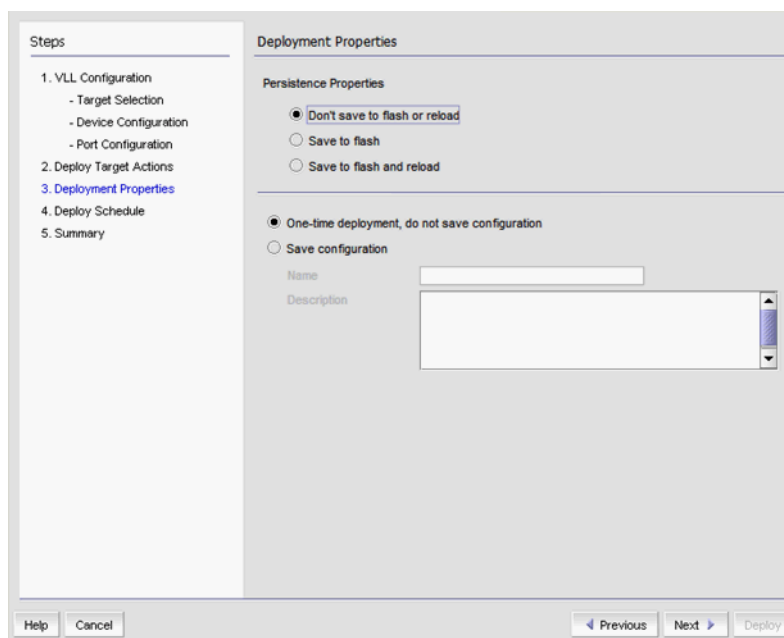 Steps
1. VLL Configuration
- Target Selection
- Device Configuration
- Port Configuration
2. Deploy Target Actions
3. Deployment Properties
4. Deploy Schedule
5. Summary
Deployment Properties
Persistence Properties
Don't save to flash or reload
Save to flash
Save to flash and reload
One-time deployment, do not save configuration
Save configuration
Name
Description
Help
Cancel
Previous
Next
Deploy